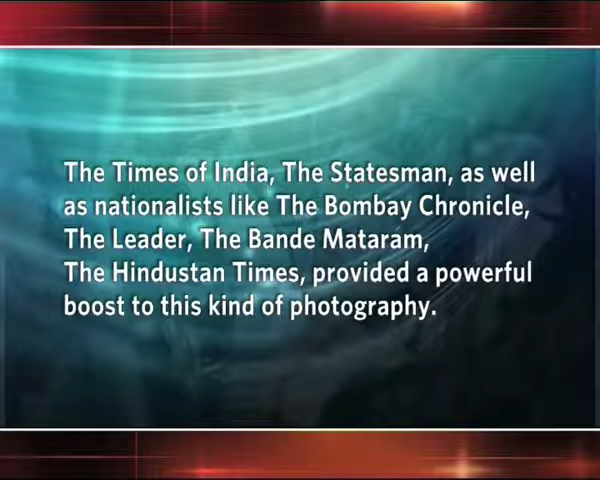 The Times of India, The Statesman, as well
as nationalists like The Bombay Chronicle,
The Leader, The Bande Mataram,
The Hindustan Times, provided a powerful
boost to this kind of photography.